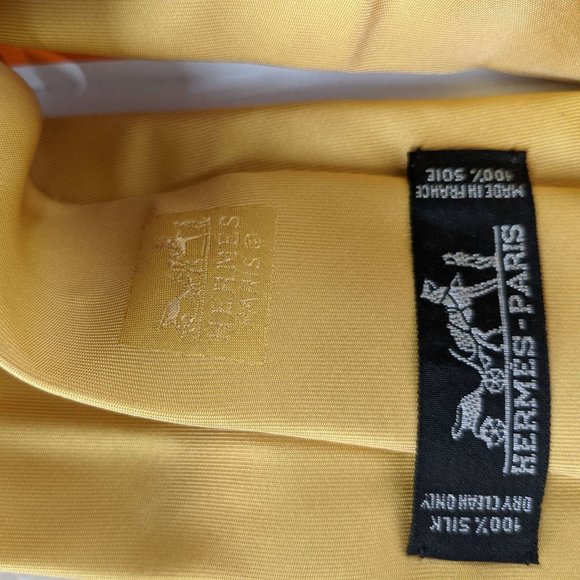 HERMES
PARIS©
MADE IN FRANCE
100% SOIE
HERMES-PARIS
100% SILK
DRY CLEAN ONLY